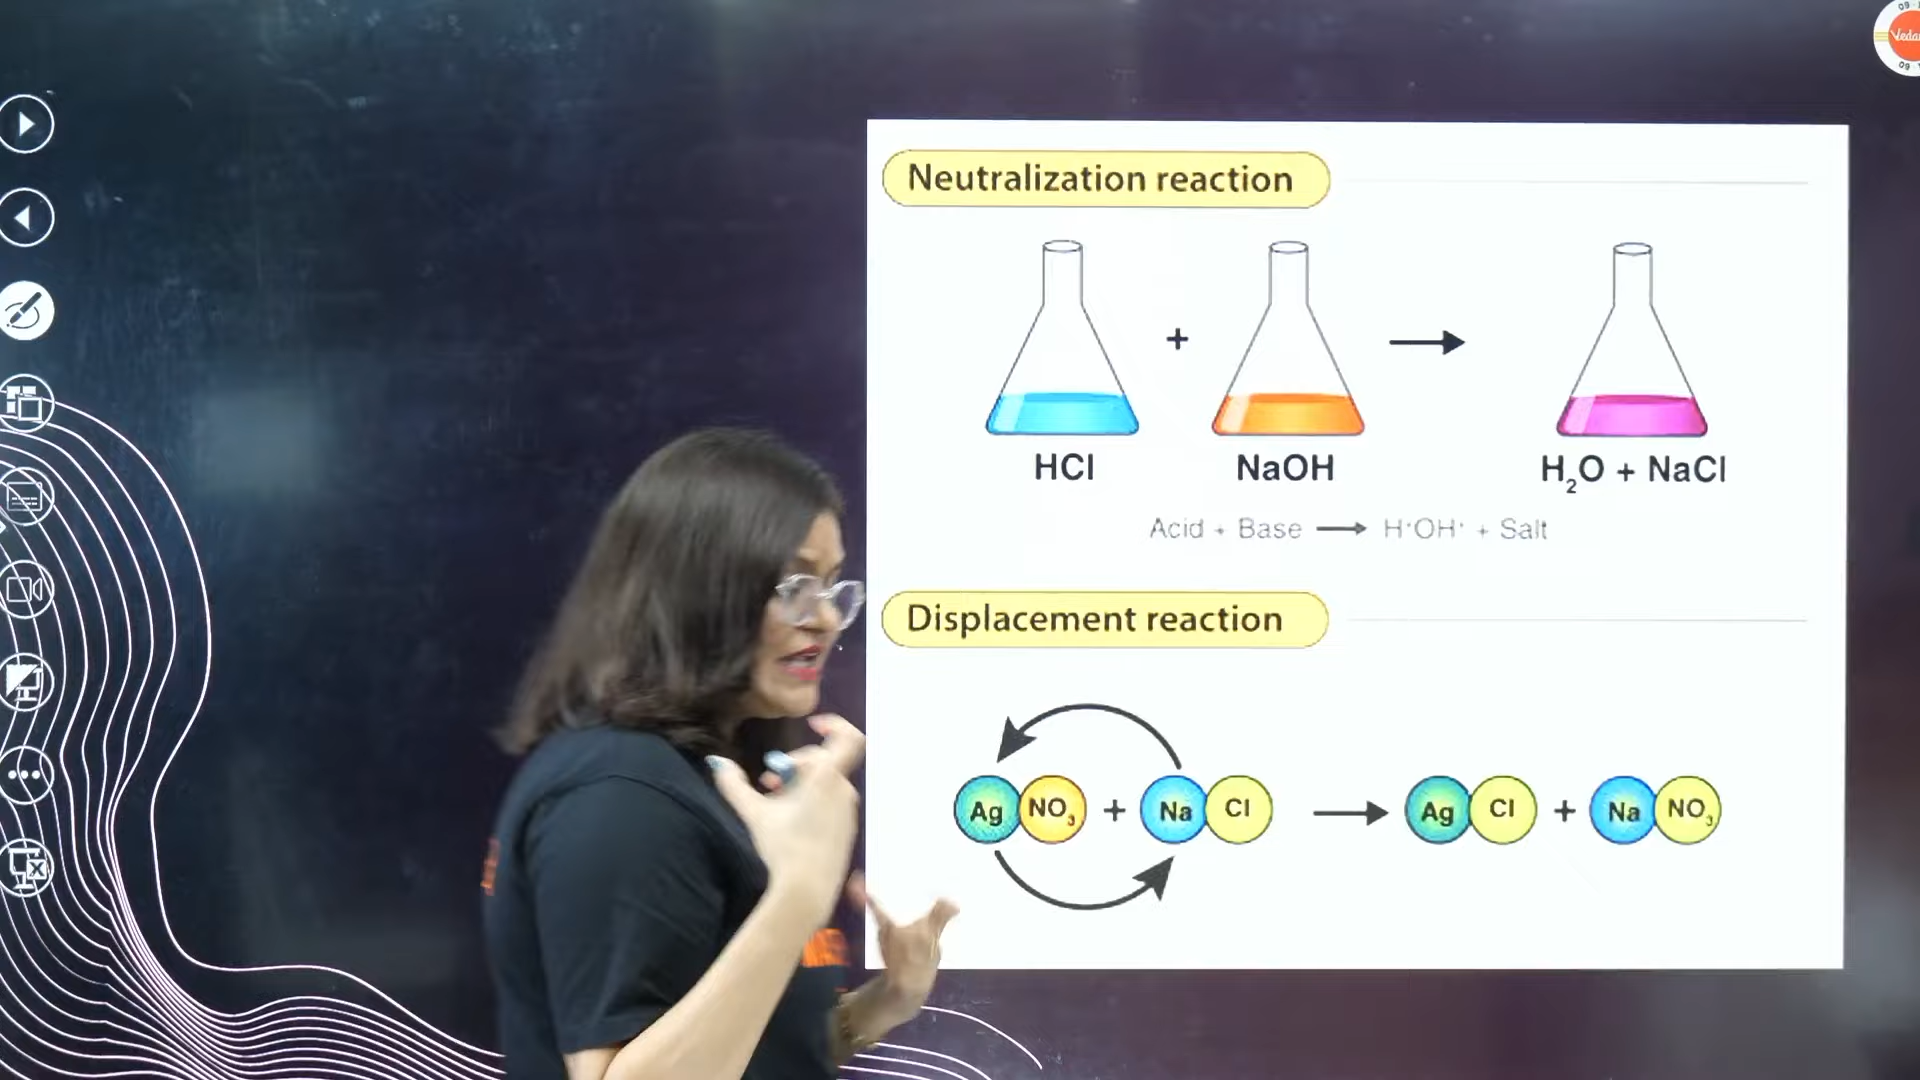 Neutralization reaction
+
HCl
NaOH
H₂O + NaCl
Acid + Base ⟶ H⁺OH⁻ + Salt
Displacement reaction
Ag NO₃ + Na Cl ⟶ Ag Cl + Na NO₃